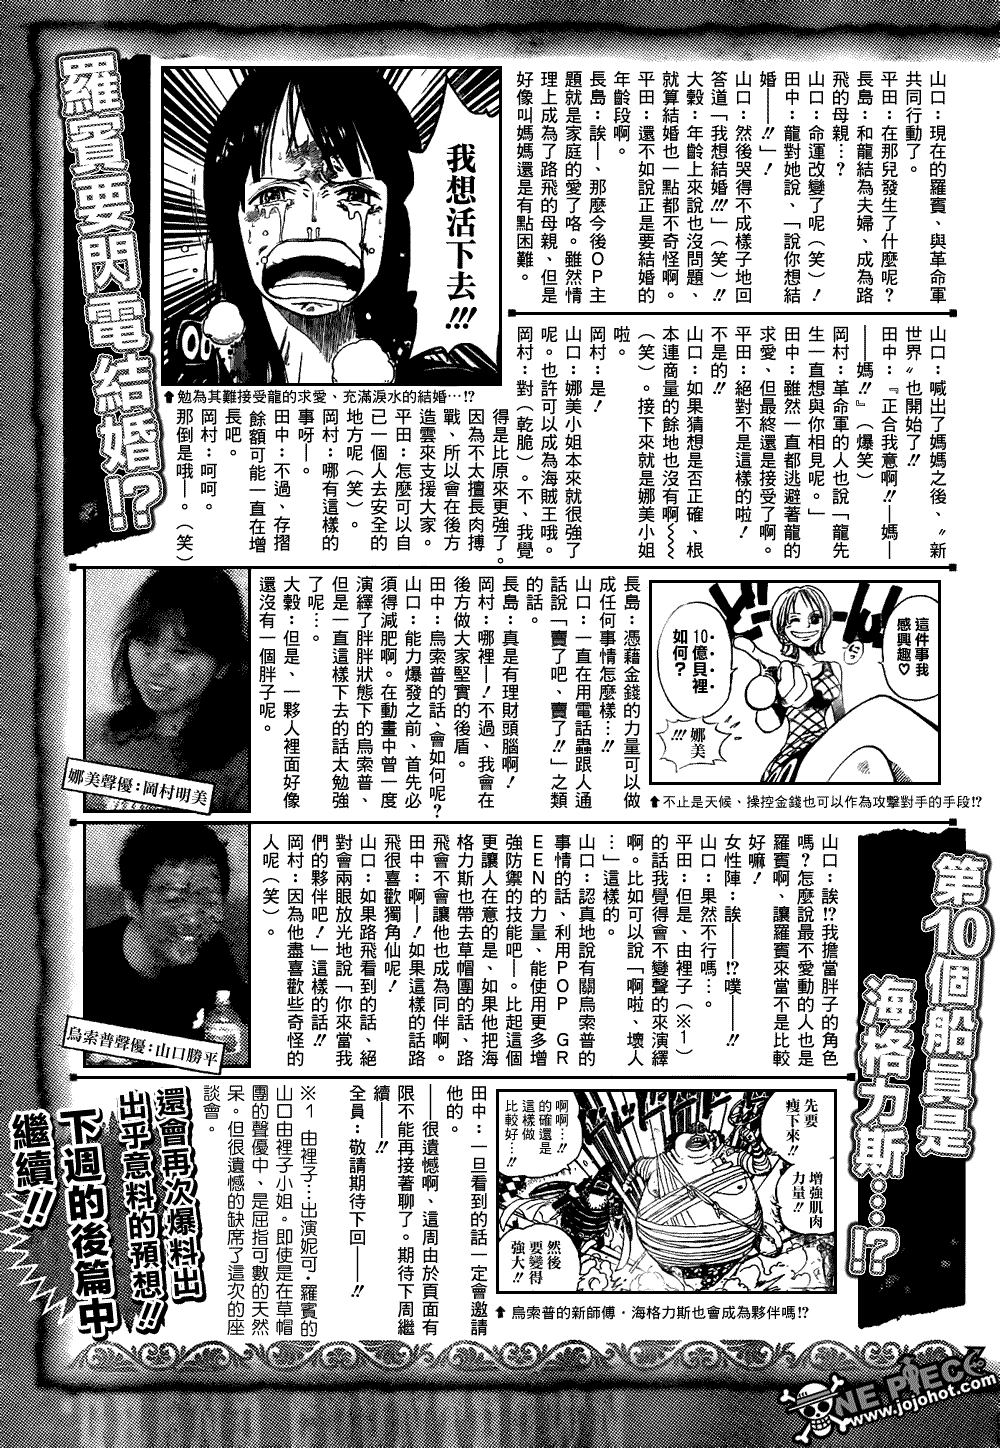 羅賓要閃電結婚!?
山口:現在的羅賓、與革命軍
共同行動了。
平田:在那兒發生了什麼呢?
長島:和龍結為夫婦、成為路
飛的母親…?
山口:命運改變了呢(笑)!
田中:龍對她說、「說你想結
婚——!!」!
山口:然後哭得不成樣子地回
答道「我想結婚!!!」(笑)!!
大穀:年齡上來說也沒問題、
就算結婚也一點都不奇怪啊。
平田:還不如說正是要結婚的
年齡段啊。
長島:誒—、那麼今後OP主
題就是家庭的愛了咯。雖然情
理上成為了路飛的母親、但是
好像叫媽媽還是有點困難。
我想活下去!!!
⬆勉為其難接受龍的求愛、充滿淚水的結婚…!?
山口:喊出了媽媽之後、〝新
世界〞也開始了!!
田中:『正合我意啊!!媽—
——媽!!』(爆笑)
岡村:革命軍的人也說「龍先
生一直想與你相見呢。」
田中:雖然一直都逃避著龍的
求愛、但最終還是接受了啊。
平田:絕對不是這樣的啦!
不是的!!
山口:如果猜想是否正確、根
本連商量的餘地也沒有啊~~
(笑)。接下來就是娜美小姐
啦。
岡村:是!
山口:娜美小姐本來就很強了
呢。也許可以成為海賊王哦。
岡村:對(乾脆)。不、我覺
得是比原來更強了。
因為不太擅長肉搏
戰、所以會在後方
造雲來支援大家。
平田:怎麼可以自
己一個人去安全的
地方呢(笑)。
岡村:哪有這樣的
事呀—。
田中:不過、存摺
餘額可能一直在增
長吧。
岡村:呵呵。
那倒是哦—。(笑)
這件事我
感興趣♡
10億貝裡
如何?
娜美
!!!
⬆不止是天候、操控金錢也可以作為攻擊對手的手段!?
長島:憑藉金錢的力量可以做
成任何事情怎麼樣…!!
山口:一直在用電話蟲跟人通
話說「賣了吧、賣了!!」之類
的話。
長島:真是有理財頭腦啊!
岡村:哪裡—!不過、我會在
後方做大家堅實的後盾。
田中:烏索普的話、會如何呢?
山口:能力爆發之前、首先必
須得減肥啊。在動畫中曾一度
演繹了胖胖狀態下的烏索普、
但是一直這樣下去的話太勉強
了呢…。
大穀:但是、一夥人裡面好像
還沒有一個胖子呢。
娜美聲優:岡村明美
第10個船員是
海格力斯…!?
山口:誒!?我擔當胖子的角色
嗎?怎麼說最不愛動的人也是
羅賓啊、讓羅賓來當不是比較
好嘛!
女性陣:誒——!?噗——!!
山口:果然不行嗎…。
平田:但是、由裡子(※1)
的話我覺得會不變聲的來演繹
啊。比如可以說「啊啦、壞人
…」這樣的。
山口:認真地說有關烏索普的
事情的話、利用POP GR
EEN的力量、能使用更多增
強防禦的技能吧—。比起這個
更讓人在意的是、如果他把海
格力斯也帶去草帽團的話、路
飛會不會讓他也成為同伴啊。
田中:啊—!如果這樣的話路
飛很喜歡獨角仙呢!
山口:如果路飛看到的話、絕
對會兩眼放光地說「你來當我
們的夥伴吧!」這樣的話!!
岡村:因為他盡喜歡些奇怪的
人呢(笑)。
烏索普聲優:山口勝平
先要
瘦下來!!
增強肌肉
力量!!
然後
要變得
強大!!
啊啊…!!
的確還是
這樣做
比較好…!!
⬆烏索普的新師傅·海格力斯也會成為夥伴嗎!?
田中:一旦看到的話一定會邀請
他的。
——很遺憾啊、這周由於頁面有
限不能再接著聊了。期待下周繼
續——!!
全員:敬請期待下回——!!
※1 由裡子…出演妮可·羅賓的
山口由裡子小姐。即使是在草帽
團的聲優中、是屈指可數的天然
呆。但很遺憾的缺席了這次的座
談會。
還會再次爆料出
出乎意料的預想!!
下週的後篇中
繼續!!
ONE PIECE
www.jojohot.com